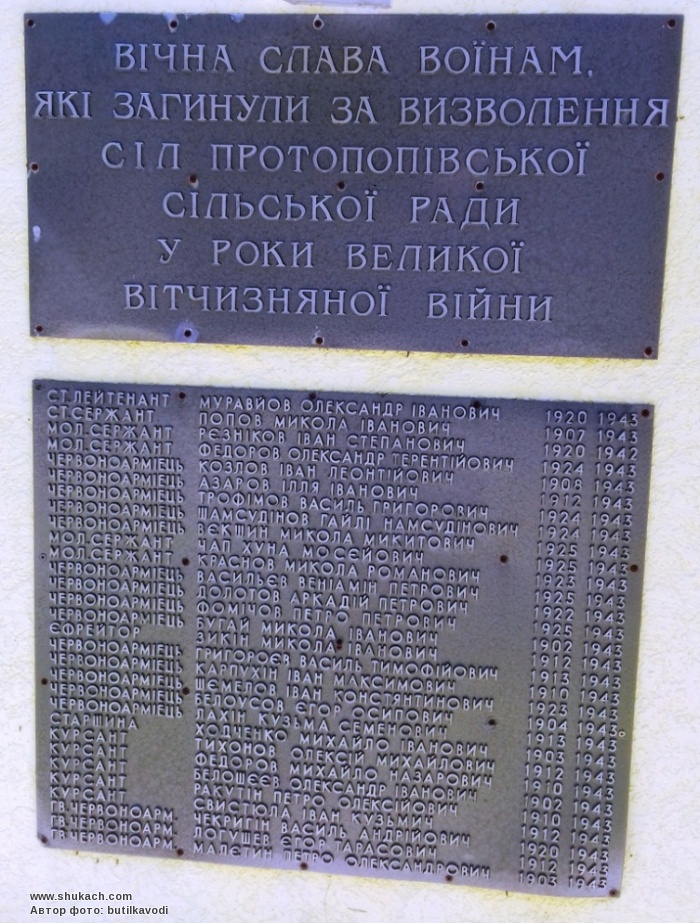 ВІЧНА СЛАВА ВОЇНАМ,
ЯКІ ЗАГИНУЛИ ЗА ВИЗВОЛЕННЯ
СІЛ ПРОТОПОПІВСЬКОЇ
СІЛЬСЬКОЇ РАДИ
У РОКИ ВЕЛИКОЇ
ВІТЧИЗНЯНОЇ ВІЙНИ
СТ.ЛЕЙТЕНАНТ МУРАВЙОВ ОЛЕКСАНДР ІВАНОВИЧ 1920 1943
СТ.СЕРЖАНТ ПОПОВ МИКОЛА ІВАНОВИЧ 1907 1943
МОЛ.СЕРЖАНТ РЄЗНІКОВ ІВАН СТЕПАНОВИЧ 1920 1942
МОЛ.СЕРЖАНТ ФЕДОРОВ ОЛЕКСАНДР ТЕРЕНТІЙОВИЧ 1924 1943
ЧЕРВОНОАРМІЄЦЬ КОЗЛОВ ІВАН ЛЕОНТІЙОВИЧ 1908 1943
ЧЕРВОНОАРМІЄЦЬ АЗАРОВ ІЛЛЯ ІВАНОВИЧ 1912 1943
ЧЕРВОНОАРМІЄЦЬ ТРОФІМОВ ВАСИЛЬ ГРИГОРОВИЧ 1924 1943
ЧЕРВОНОАРМІЄЦЬ ШАМСУДІНОВ ГАЙЛІ НАМСУДІНОВИЧ 1924 1943
ЧЕРВОНОАРМІЄЦЬ ВЕКШИН МИКОЛА МИКИТОВИЧ 1925 1943
МОЛ.СЕРЖАНТ ЧАП ХУНА МОСЕЙОВИЧ 1925 1943
МОЛ.СЕРЖАНТ КРАСНОВ МИКОЛА РОМАНОВИЧ 1923 1943
ЧЕРВОНОАРМІЄЦЬ ВАСИЛЬЄВ ВЕНІАМІН ПЕТРОВИЧ 1925 1943
ЧЕРВОНОАРМІЄЦЬ ДОЛОТОВ АРКАДІЙ ПЕТРОВИЧ 1922 1943
ЧЕРВОНОАРМІЄЦЬ ФОМІЧОВ ПЕТРО ПЕТРОВИЧ 1925 1943
ЧЕРВОНОАРМІЄЦЬ БУГАЙ МИКОЛА ІВАНОВИЧ 1902 1943
ЄФРЕЙТОР ЗИКІН МИКОЛА ІВАНОВИЧ 1912 1943
ЧЕРВОНОАРМІЄЦЬ ГРИГОРОЄВ ВАСИЛЬ ТИМОФІЙОВИЧ 1913 1943
ЧЕРВОНОАРМІЄЦЬ КАРПУХІН ІВАН МАКСИМОВИЧ 1910 1943
ЧЕРВОНОАРМІЄЦЬ ШЕМЕЛОВ ІВАН КОНСТЯНТИНОВИЧ 1923 1943
ЧЕРВОНОАРМІЄЦЬ БЕЛОУСОВ ЄГОР ОСИПОВИЧ 1904 1943
ЧЕРВОНОАРМІЄЦЬ ЛАХІН КУЗЬМА СЕМЕНОВИЧ 1913 1943
СТАРШИНА ХОДЧЕНКО МИХАЙЛО ІВАНОВИЧ 1903 1943
КУРСАНТ ТИХОНОВ ОЛЕКСІЙ МИХАЙЛОВИЧ 1912 1943
КУРСАНТ ФЕДОРОВ МИХАЙЛО НАЗАРОВИЧ 1910 1943
КУРСАНТ БЕЛОШЕЄВ ОЛЕКСАНДР ІВАНОВИЧ 1902 1943
КУРСАНТ РАКУТІН ПЕТРО ОЛЕКСІЙОВИЧ 1910 1943
КУРСАНТ СВИСТЮЛА ІВАН КУЗЬМИЧ 1912 1943
ГВ.ЧЕРВОНОАРМ. ЧЕКРИГІН ВАСИЛЬ АНДРІЙОВИЧ 1920 1943
ГВ.ЧЕРВОНОАРМ. ЛОГУШЕВ ЄГОР ТАРАСОВИЧ 1912 1943
ГВ.ЧЕРВОНОАРМ. МАЛЄТИН ПЕТРО ОЛЕКСАНДРОВИЧ 1903 1943
www.shukach.com
Автор фото: butilkavodi